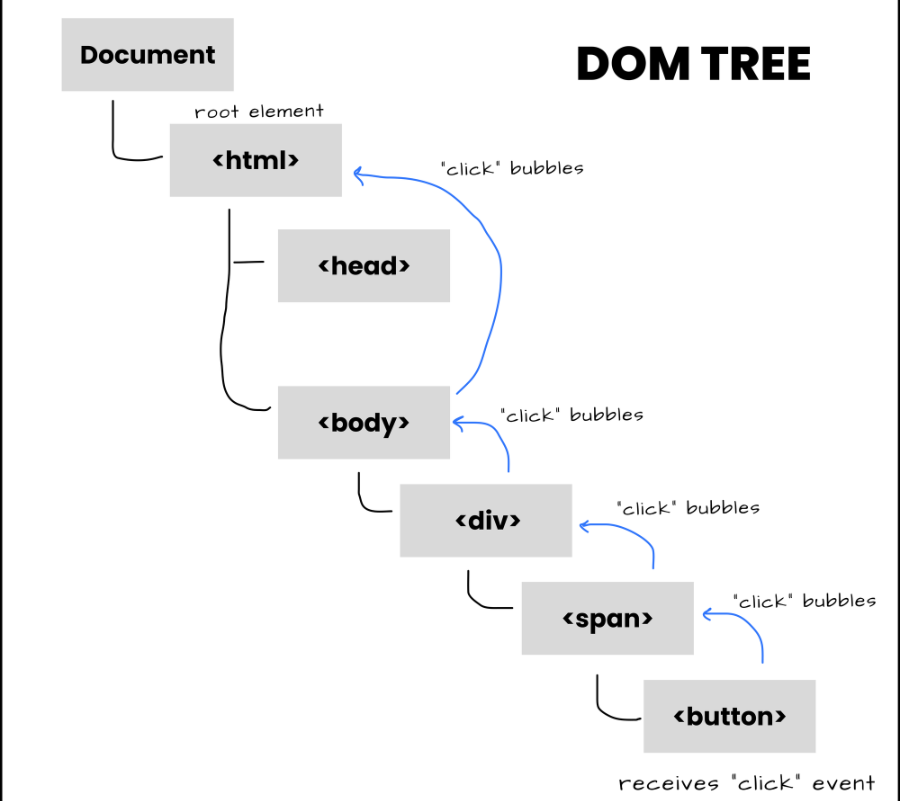 Document
DOM TREE
root element
<html>
"click" bubbles
<head>
<body>
"click" bubbles
<div>
"click" bubbles
<span>
"click" bubbles
<button>
receives "click" event